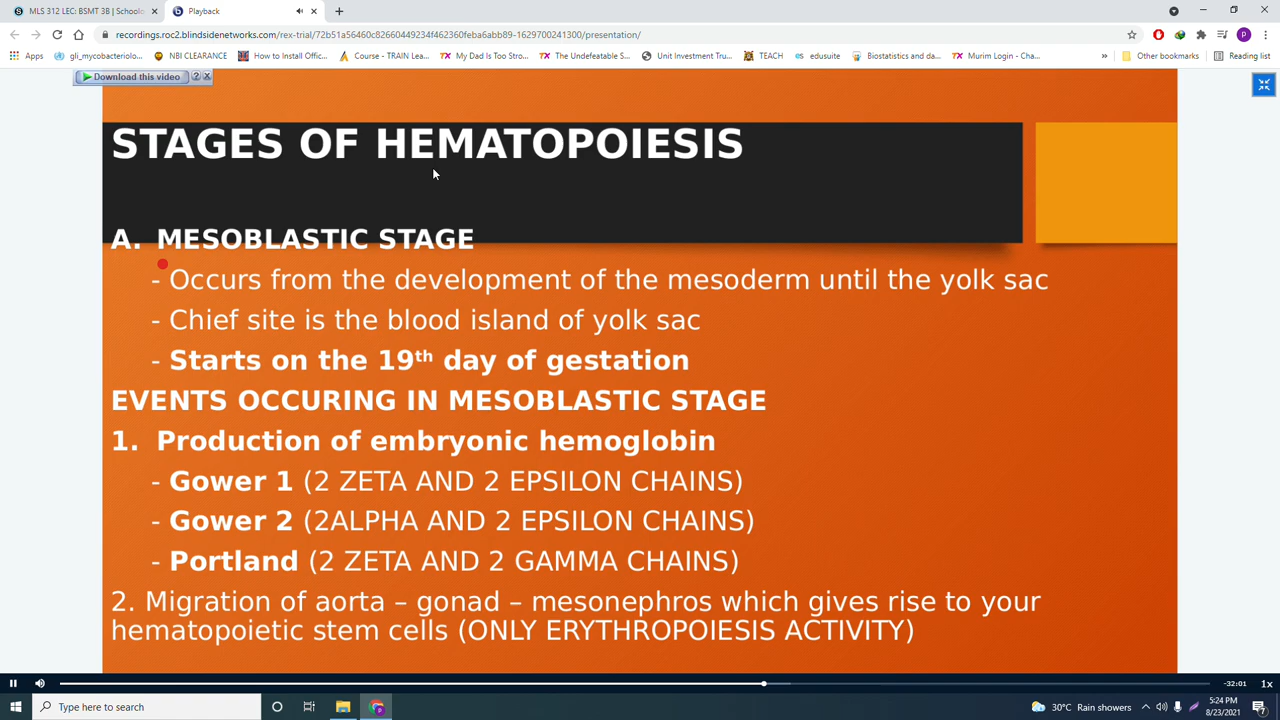 MLS 312 LEC: BSMT 3B | Schoolo
Playback
recordings.roc2.blindsidenetworks.com/rex-trial/72b51a56460c82660449234f462360feba6abb89-1629700241300/presentation/
Apps gli_mycobacteriolo... NBI CLEARANCE How to Install Offic... Course - TRAIN Lea... My Dad Is Too Stro... The Undefeatable S... Unit Investment Tru... TEACH edusuite Biostatistics and da... Murim Login - Cha... » Other bookmarks Reading list
Download this video ? X
STAGES OF HEMATOPOIESIS
A. MESOBLASTIC STAGE
- Occurs from the development of the mesoderm until the yolk sac
- Chief site is the blood island of yolk sac
- Starts on the 19th day of gestation
EVENTS OCCURING IN MESOBLASTIC STAGE
1. Production of embryonic hemoglobin
- Gower 1 (2 ZETA AND 2 EPSILON CHAINS)
- Gower 2 (2ALPHA AND 2 EPSILON CHAINS)
- Portland (2 ZETA AND 2 GAMMA CHAINS)
2. Migration of aorta – gonad – mesonephros which gives rise to your
hematopoietic stem cells (ONLY ERYTHROPOIESIS ACTIVITY)
-32:01 1x
Type here to search
30°C Rain showers
5:24 PM
8/23/2021